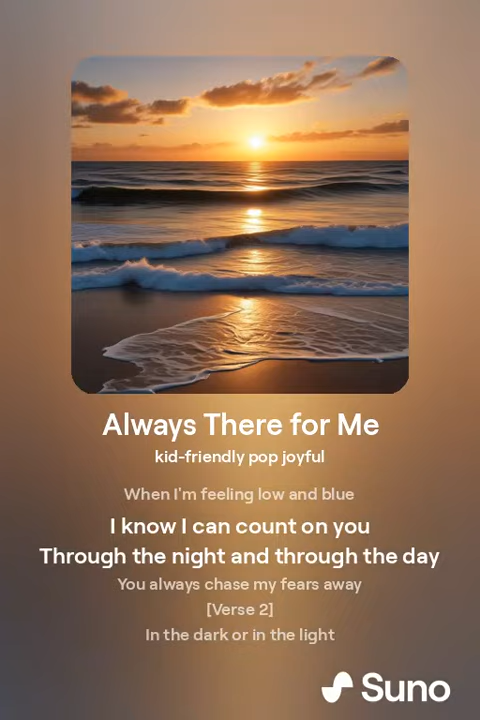 Always There for Me
kid-friendly pop joyful
When I'm feeling low and blue
I know I can count on you
Through the night and through the day
You always chase my fears away
[Verse 2]
In the dark or in the light
Suno